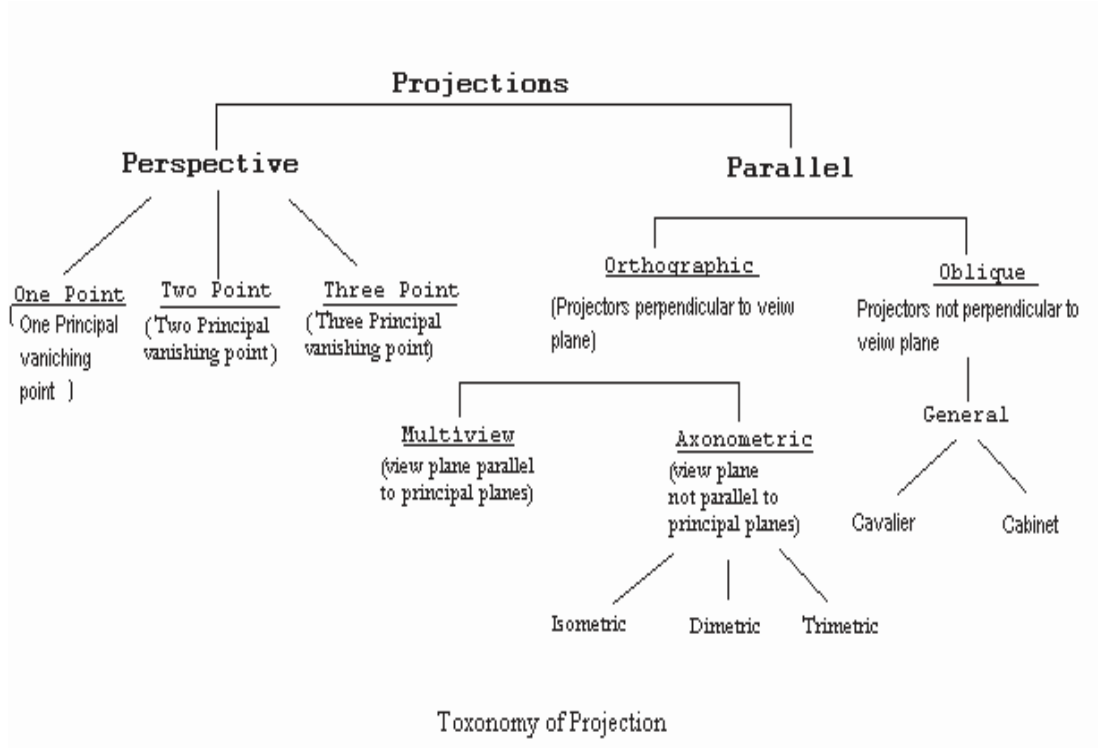 Projections
Perspective
Parallel
One Point
( One Principal
vaniching
point )
Two Point
(Two Principal
vanishing point)
Three Point
(Three Principal
vanishing point)
Orthographic
(Projectors perpendicular to veiw
plane)
Oblique
Projectors not perpendicular to
veiw plane
Multiview
(view plane parallel
to principal planes)
Axonometric
(view plane
not parallel to
principal planes)
General
Cavalier
Cabinet
Isometric
Dimetric
Trimetric
Toxonomy of Projection